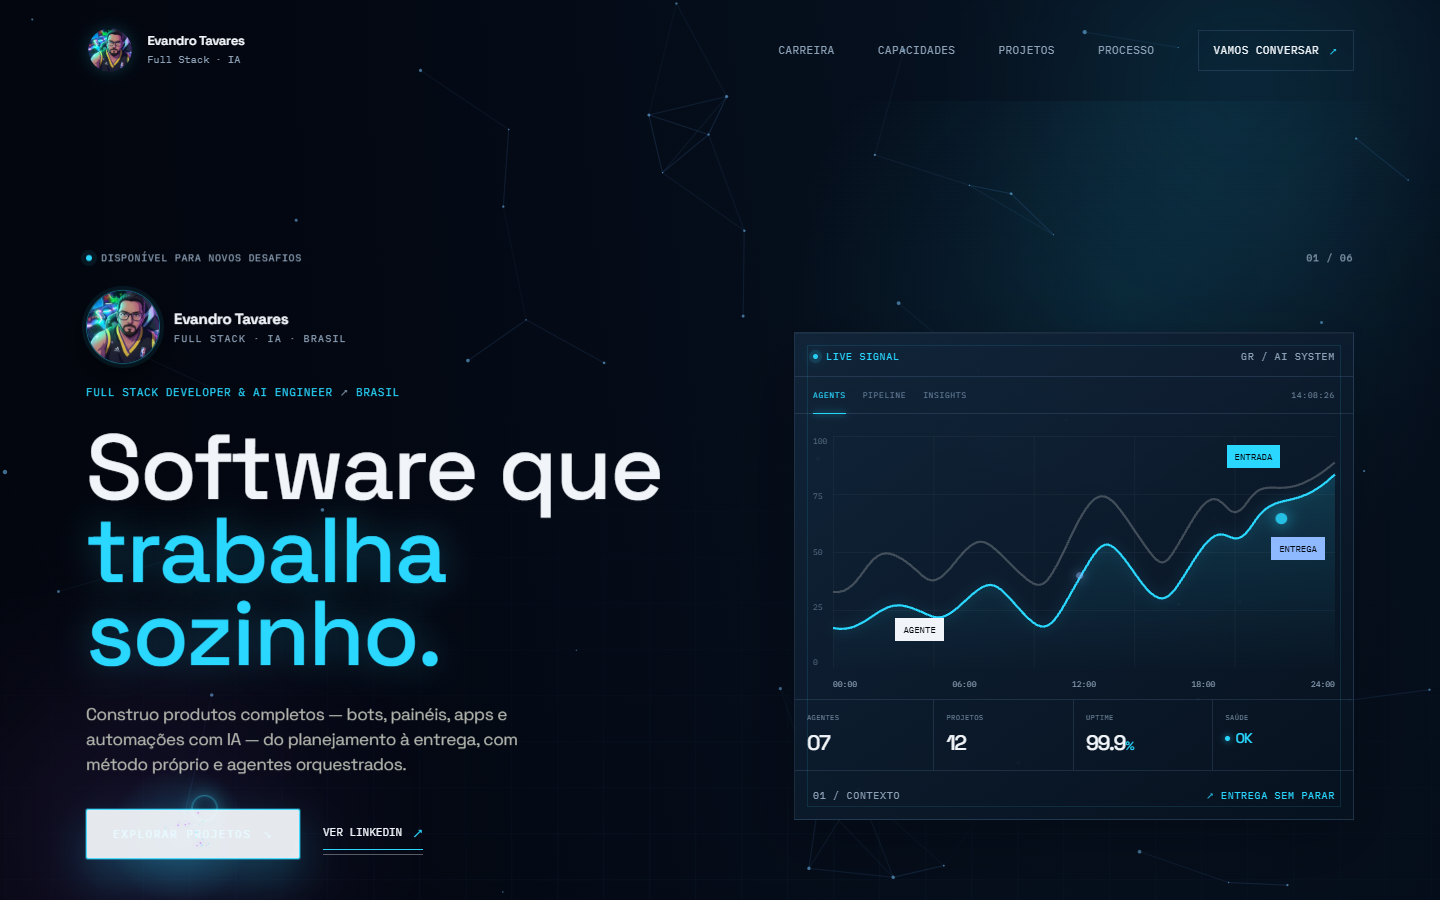 Evandro Tavares
Full Stack · IA
CARREIRA
CAPACIDADES
PROJETOS
PROCESSO
VAMOS CONVERSAR ↗
DISPONÍVEL PARA NOVOS DESAFIOS
01 / 06
Evandro Tavares
FULL STACK · IA · BRASIL
FULL STACK DEVELOPER & AI ENGINEER ↗ BRASIL
Software que
trabalha
sozinho.
Construo produtos completos — bots, painéis, apps e
automações com IA — do planejamento à entrega, com
método próprio e agentes orquestrados.
EXPLORAR PROJETOS ↘
VER LINKEDIN ↗
LIVE SIGNAL
GR / AI SYSTEM
AGENTS
PIPELINE
INSIGHTS
14:08:26
100
75
50
25
0
ENTRADA
ENTREGA
AGENTE
00:00
06:00
12:00
18:00
24:00
AGENTES
07
PROJETOS
12
UPTIME
99.9%
SAÚDE
OK
01 / CONTEXTO
↗ ENTREGA SEM PARAR